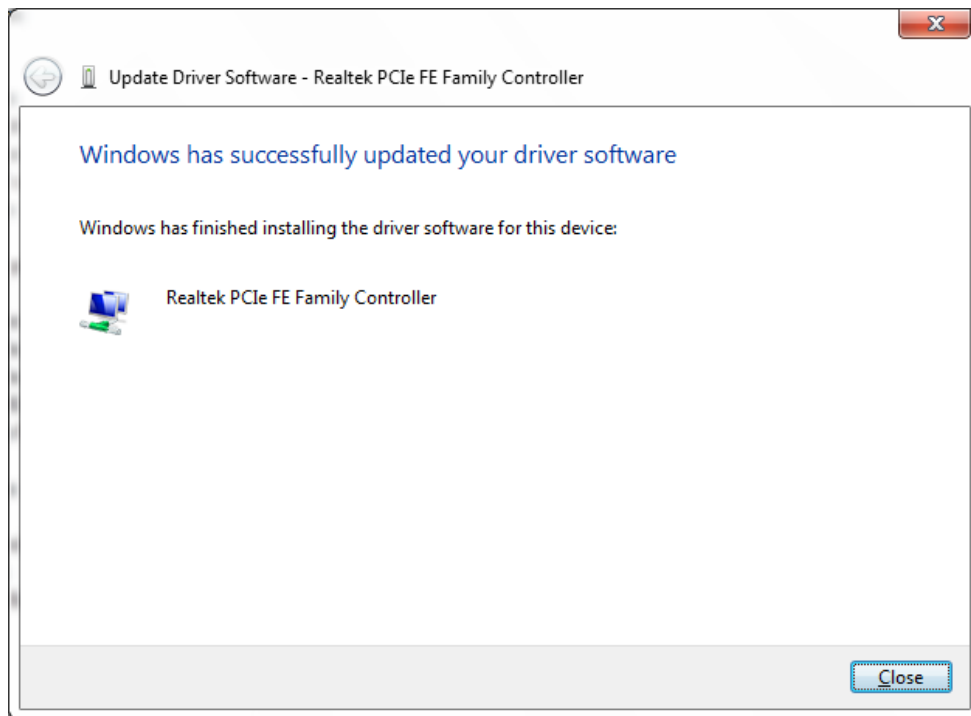 Update Driver Software - Realtek PCIe FE Family Controller
Windows has successfully updated your driver software
Windows has finished installing the driver software for this device:
Realtek PCIe FE Family Controller
Close